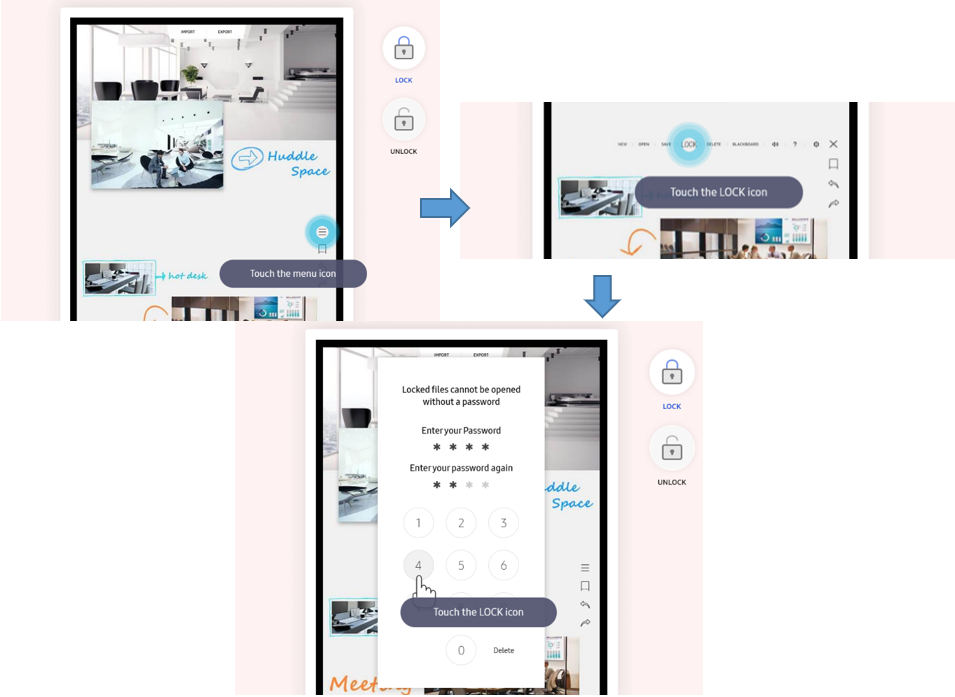 IMPORT EXPORT
LOCK
UNLOCK
Huddle
Space
hot desk
Touch the menu icon
NEW OPEN SAVE LOCK DELETE BLACKBOARD ?
Touch the LOCK icon
IMPORT EXPORT
Locked files cannot be opened
without a password
Enter your Password
* * * *
Enter your password again
* * * *
1 2 3
4 5 6
Touch the LOCK icon
0 Delete
ddle
Space
Meeting
LOCK
UNLOCK